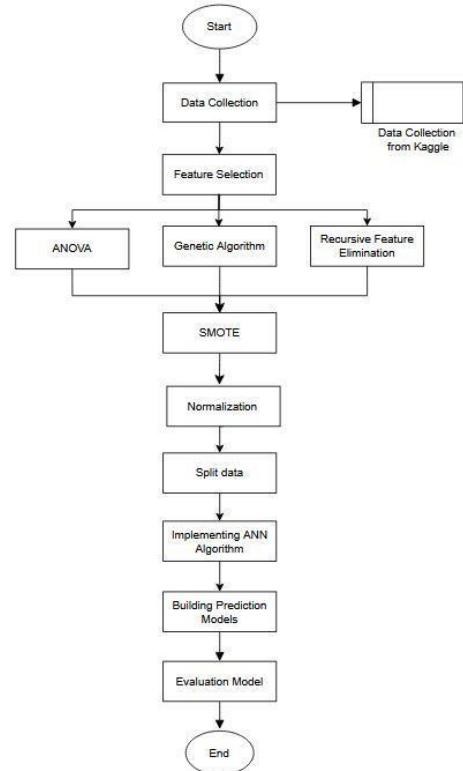 Start
Data Collection
Data Collection
from Kaggle
Feature Selection
ANOVA
Genetic Algorithm
Recursive Feature
Elimination
SMOTE
Normalization
Split data
Implementing ANN
Algorithm
Building Prediction
Models
Evaluation Model
End